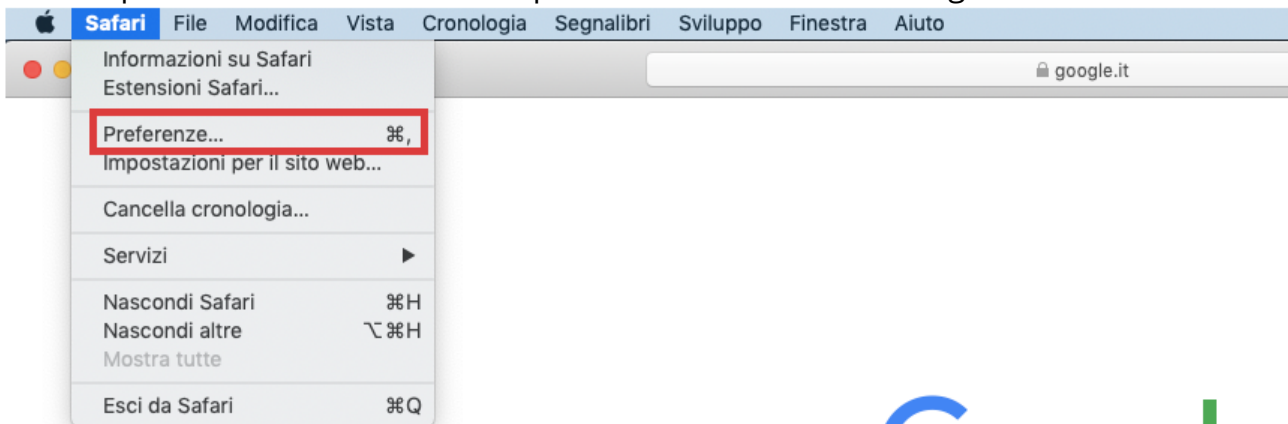 Safari File Modifica Vista Cronologia Segnalibri Sviluppo Finestra Aiuto
google.it
Informazioni su Safari
Estensioni Safari...
Preferenze... ⌘,
Impostazioni per il sito web...
Cancella cronologia...
Servizi ▶
Nascondi Safari ⌘H
Nascondi altre ⌥⌘H
Mostra tutte
Esci da Safari ⌘Q